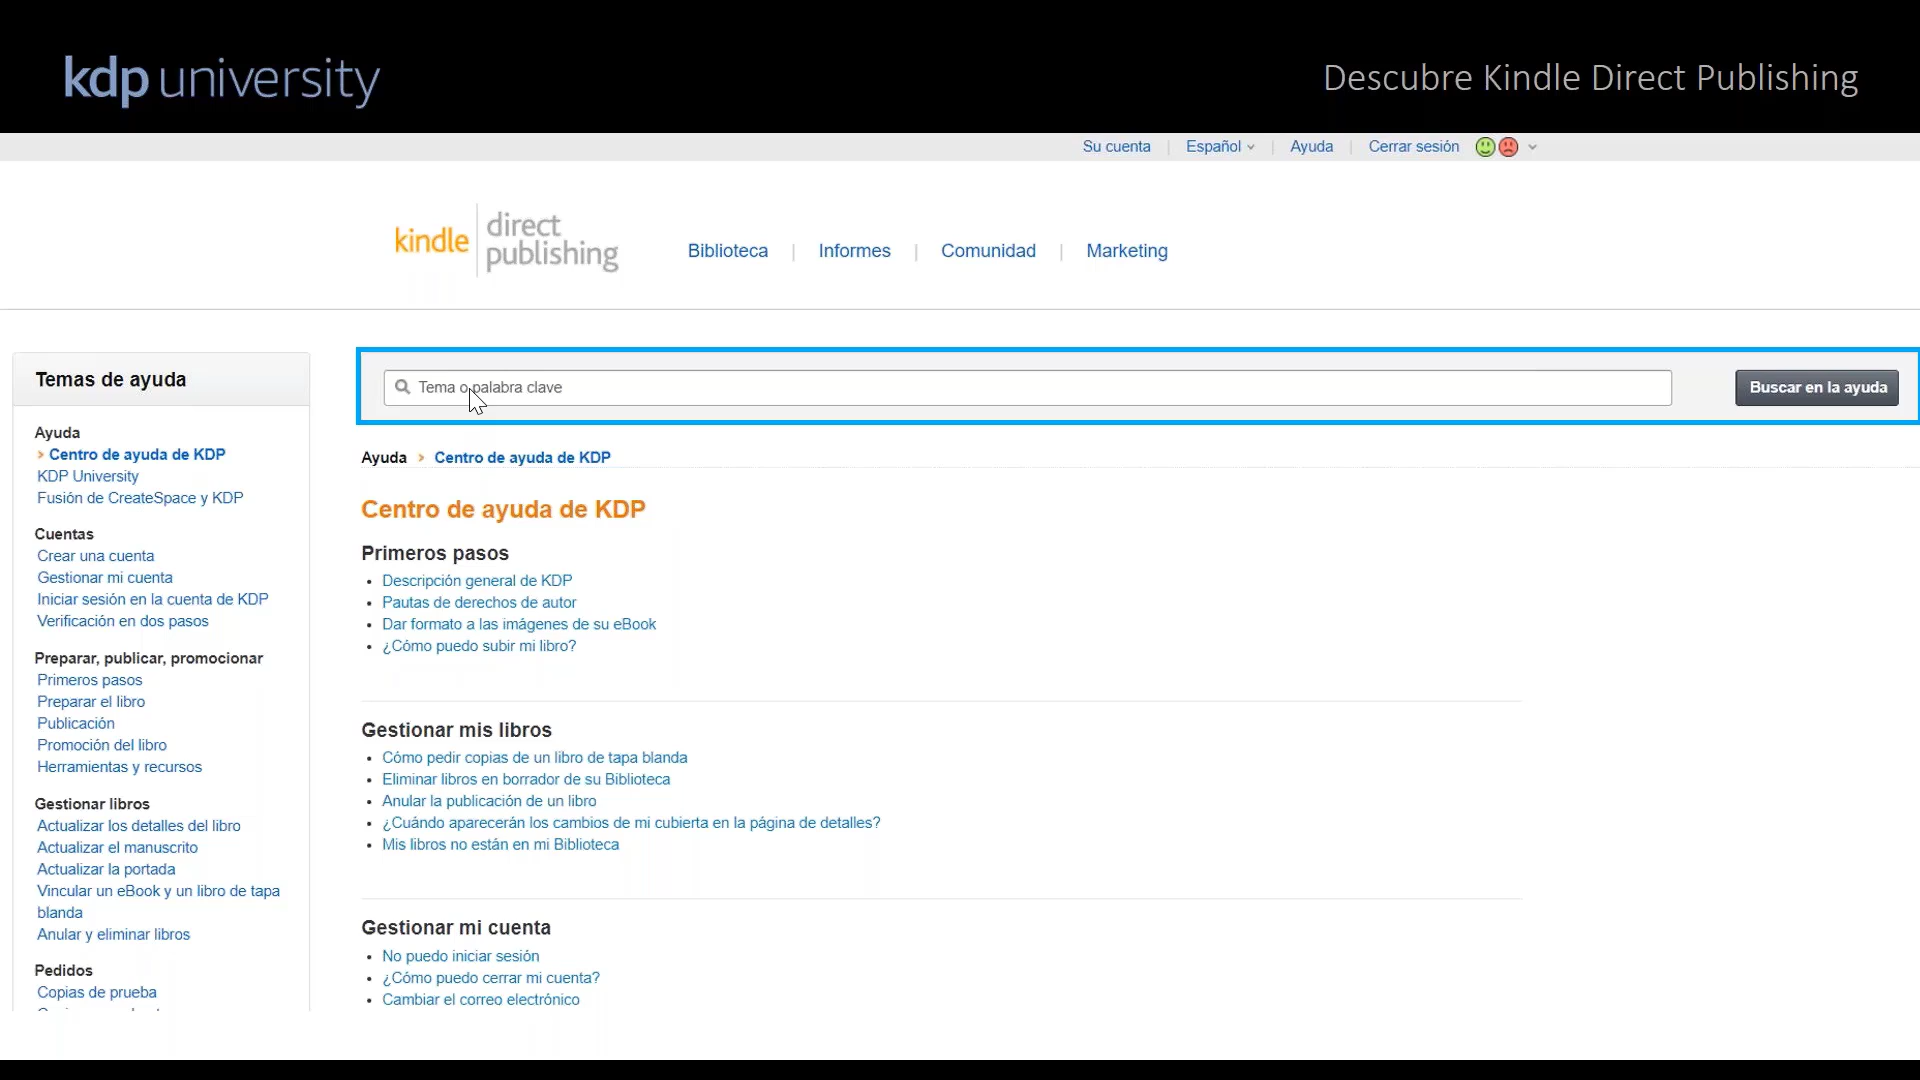 kdp university
Descubre Kindle Direct Publishing
Su cuenta | Español | Ayuda | Cerrar sesión
kindle direct publishing
Biblioteca | Informes | Comunidad | Marketing
Temas de ayuda
Ayuda
Centro de ayuda de KDP
KDP University
Fusión de CreateSpace y KDP
Cuentas
Crear una cuenta
Gestionar mi cuenta
Iniciar sesión en la cuenta de KDP
Verificación en dos pasos
Preparar, publicar, promocionar
Primeros pasos
Preparar el libro
Publicación
Promoción del libro
Herramientas y recursos
Gestionar libros
Actualizar los detalles del libro
Actualizar el manuscrito
Actualizar la portada
Vincular un eBook y un libro de tapa
blanda
Anular y eliminar libros
Pedidos
Copias de prueba
Tema o palabra clave
Buscar en la ayuda
Ayuda › Centro de ayuda de KDP
Centro de ayuda de KDP
Primeros pasos
• Descripción general de KDP
• Pautas de derechos de autor
• Dar formato a las imágenes de su eBook
• ¿Cómo puedo subir mi libro?
Gestionar mis libros
• Cómo pedir copias de un libro de tapa blanda
• Eliminar libros en borrador de su Biblioteca
• Anular la publicación de un libro
• ¿Cuándo aparecerán los cambios de mi cubierta en la página de detalles?
• Mis libros no están en mi Biblioteca
Gestionar mi cuenta
• No puedo iniciar sesión
• ¿Cómo puedo cerrar mi cuenta?
• Cambiar el correo electrónico